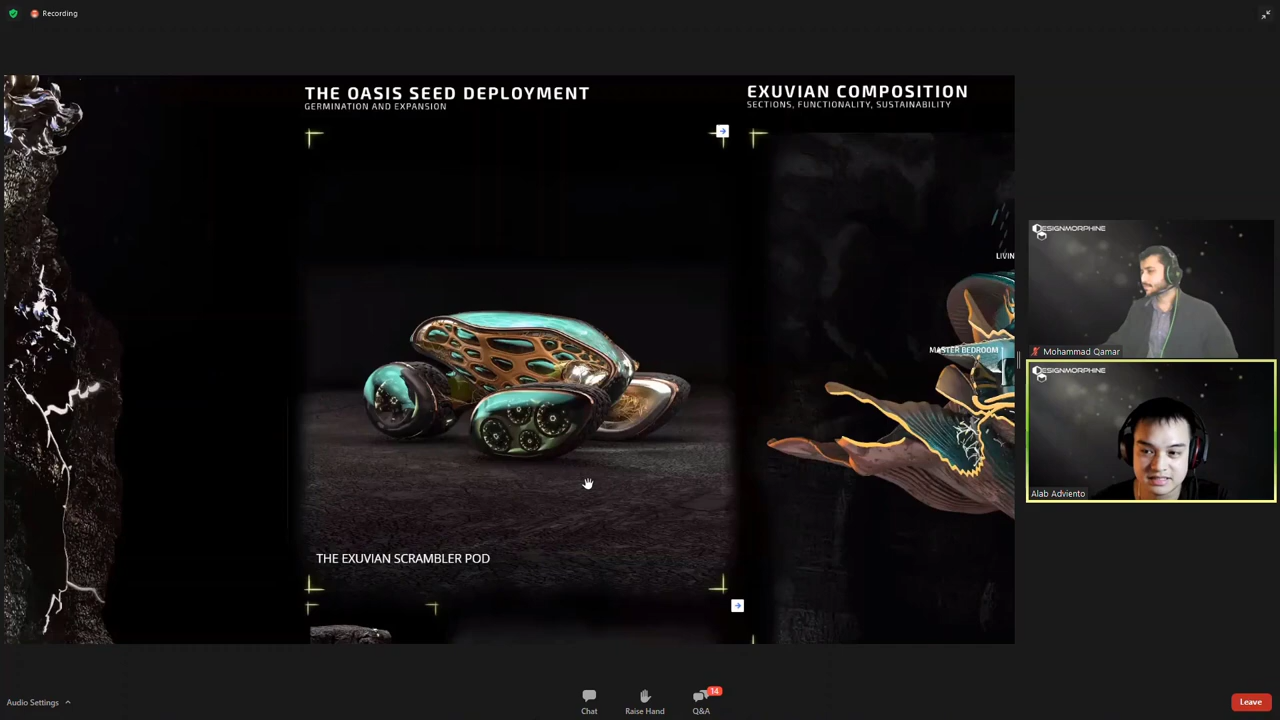 Recording
THE OASIS SEED DEPLOYMENT
GERMINATION AND EXPANSION
EXUVIAN COMPOSITION
SECTIONS, FUNCTIONALITY, SUSTAINABILITY
LIVIN
MASTER BEDROOM
THE EXUVIAN SCRAMBLER POD
DESIGNMORPHINE
Mohammad Qamar
DESIGNMORPHINE
Alab Adviento
Audio Settings
Chat
Raise Hand
14
Q&A
Leave